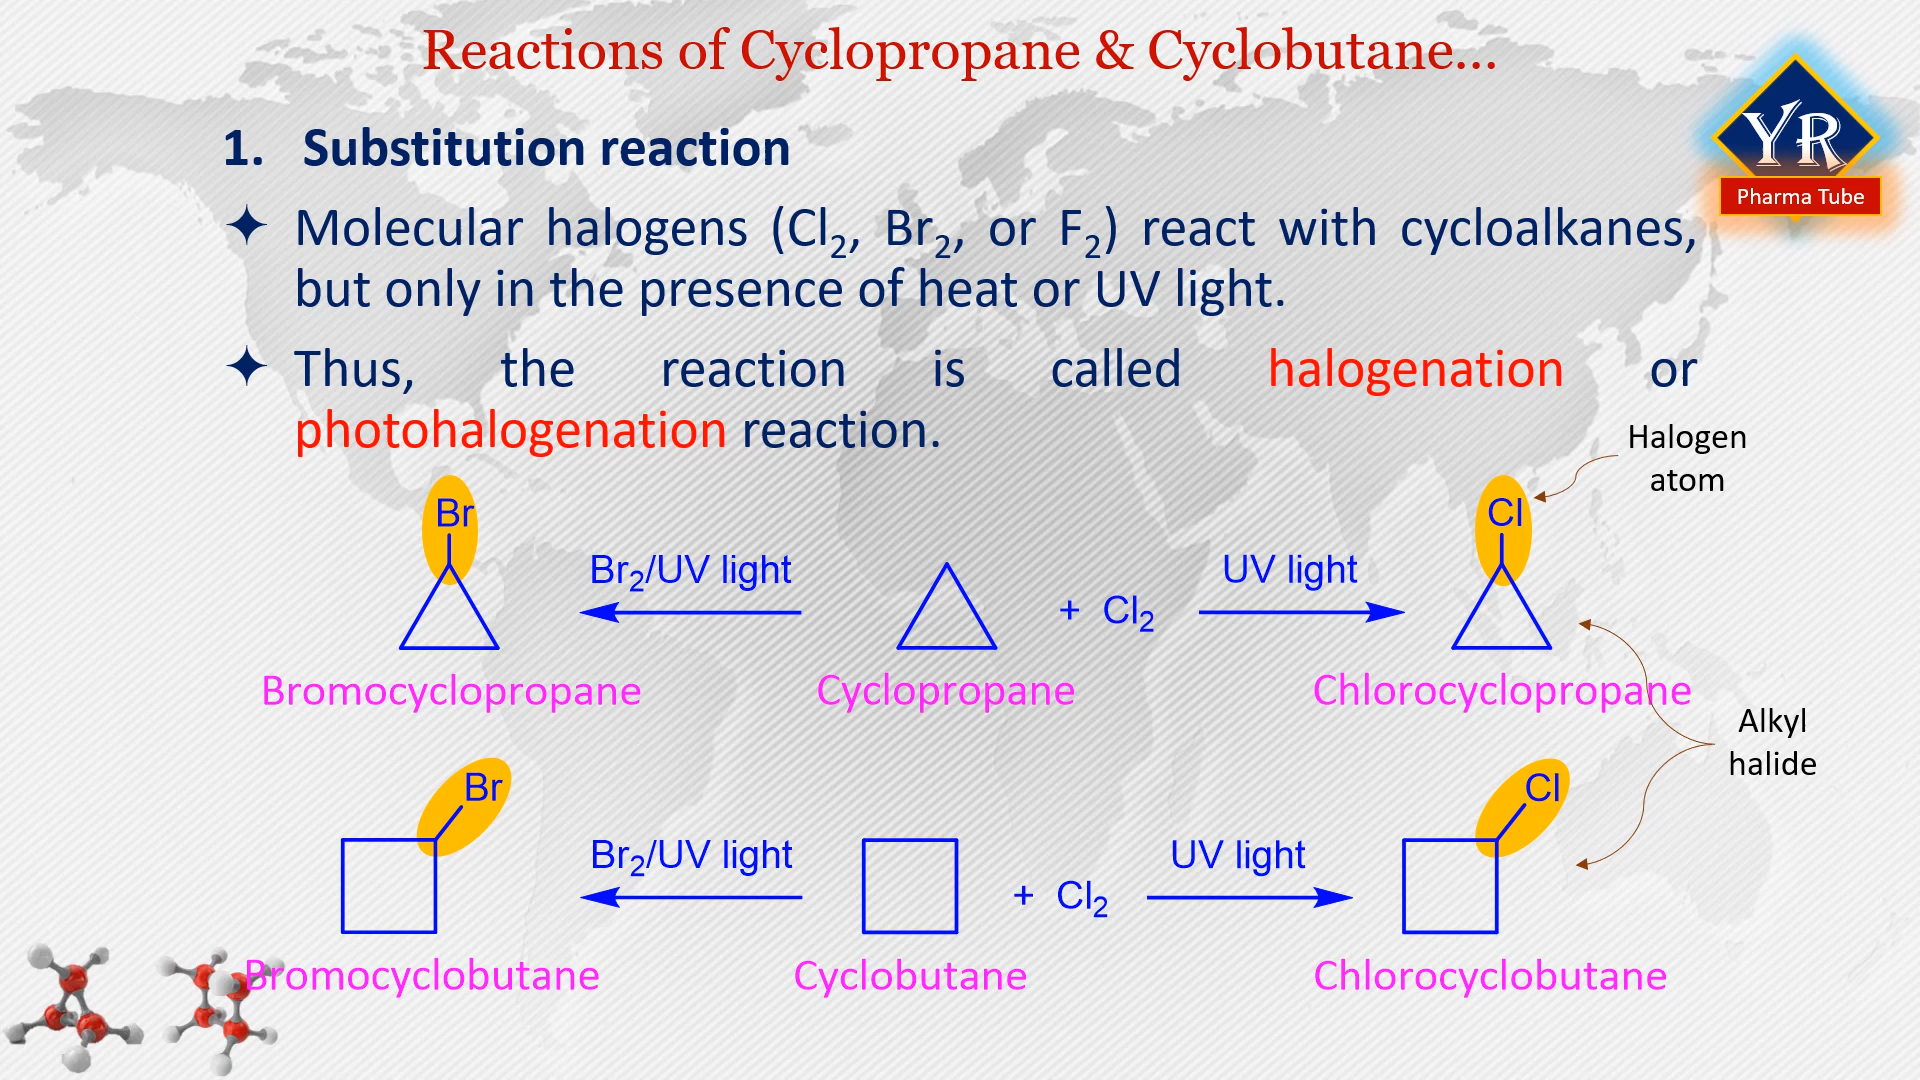 Reactions of Cyclopropane & Cyclobutane...
YR
Pharma Tube
1. Substitution reaction
✦ Molecular halogens (Cl₂, Br₂, or F₂) react with cycloalkanes,
but only in the presence of heat or UV light.
✦ Thus, the reaction is called halogenation or
photohalogenation reaction.
Halogen
atom
Br
Cl
Br₂/UV light
+ Cl₂
UV light
Bromocyclopropane
Cyclopropane
Chlorocyclopropane
Alkyl
halide
Br
Cl
Br₂/UV light
+ Cl₂
UV light
Bromocyclobutane
Cyclobutane
Chlorocyclobutane